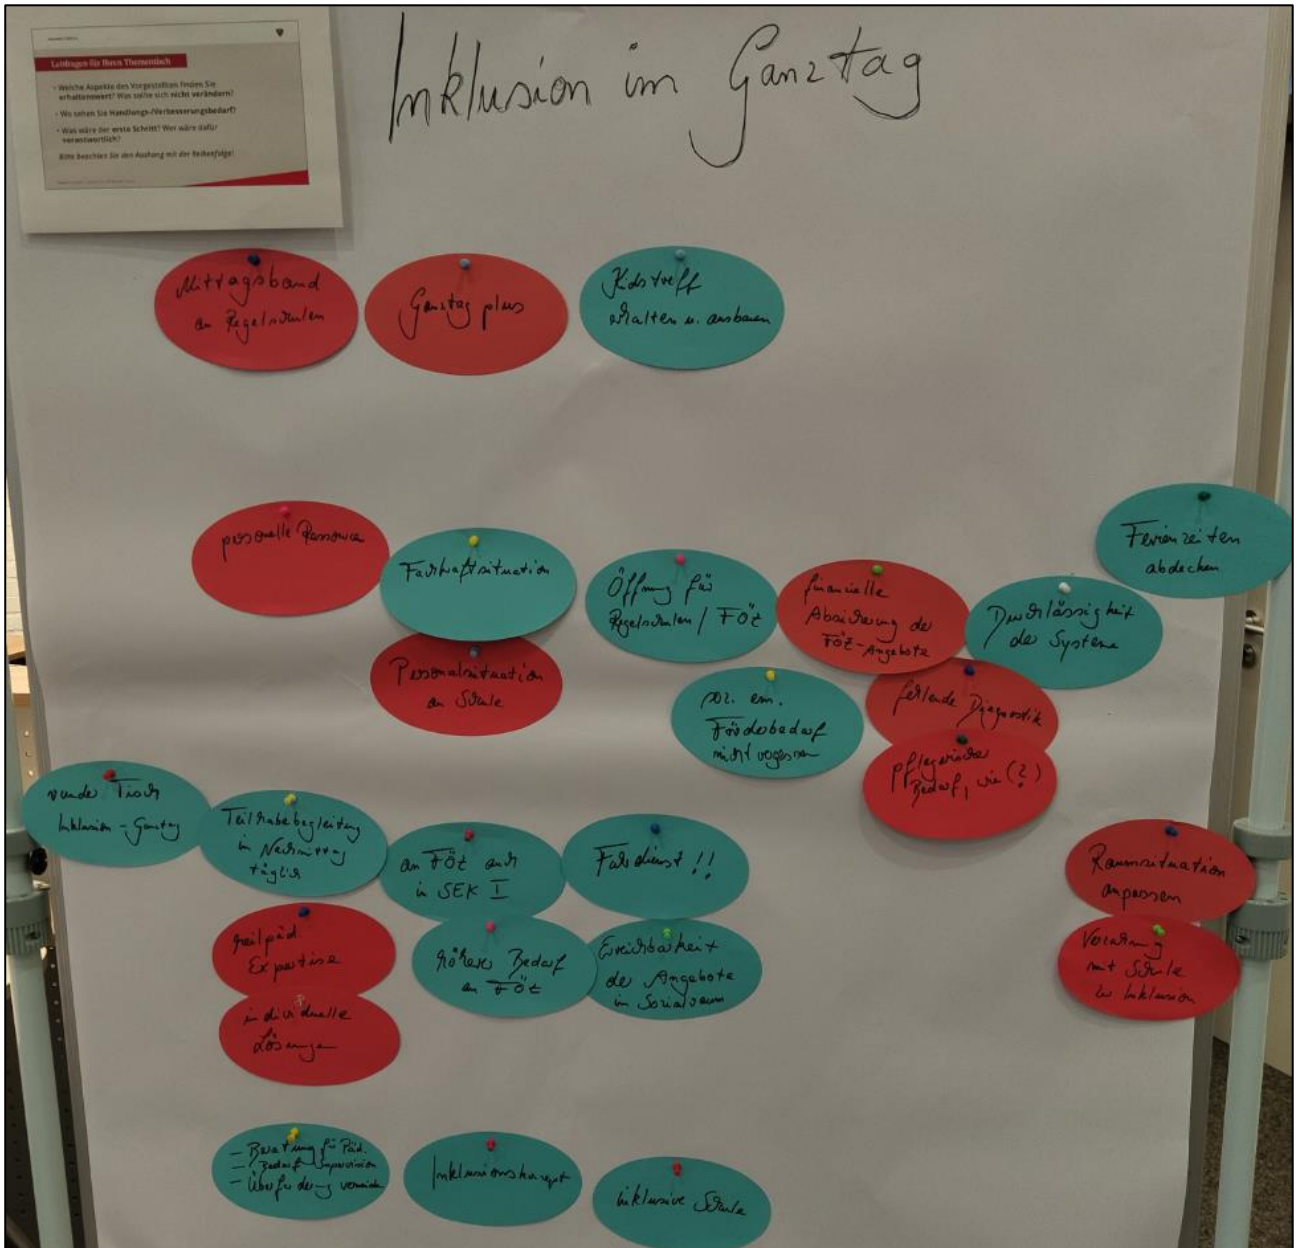 Leitfragen für Ihren Thementisch
• Welche Aspekte des Vorgestellten finden Sie
erhaltenswert? Was sollte sich nicht verändern?
• Wo sehen Sie Handlungs-/Verbesserungsbedarf?
• Was wäre der erste Schritt? Wer wäre dafür
verantwortlich?
Bitte beachten Sie den Aushang mit der Reihenfolge!
Inklusion im Ganztag
Mittagsband
an Regelschulen
Ganztag plus
Kidstreff
erhalten u. ausbauen
Ferienzeiten
abdecken
personelle Ressource
Fachkraftsituation
Öffnung für
Regelschulen / FÖZ
finanzielle
Absicherung der
FÖZ-Angebote
Durchlässigkeit
der Systeme
Personalsituation
an Schule
soz. em.
Förderbedarf
nicht vergessen
fehlende Diagnostik
pflegerischer
Bedarf, wie (?)
runder Tisch
Inklusion - Ganztag
Teilhabebegleitung
in Nachmittag
täglich
an FÖZ auch
in SEK I
Fahrdienst !!
Raumsituation
anpassen
heilpäd.
Expertise
höherer Bedarf
an FÖZ
Erreichbarkeit
der Angebote
im Sozialraum
mit Schule
zu Inklusion
individuelle
Lösungen
– Beratung für Päd.
– Bedarf Supervision
– Überforderung vermeiden
Inklusionskonzept
inklusive Schule